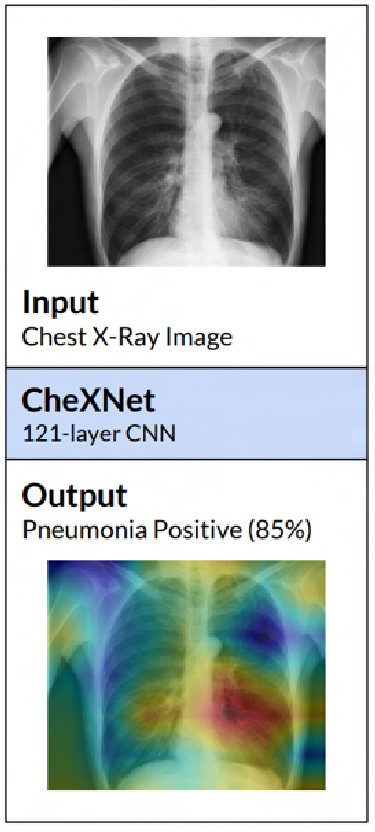 Input
Chest X-Ray Image
CheXNet
121-layer CNN
Output
Pneumonia Positive (85%)